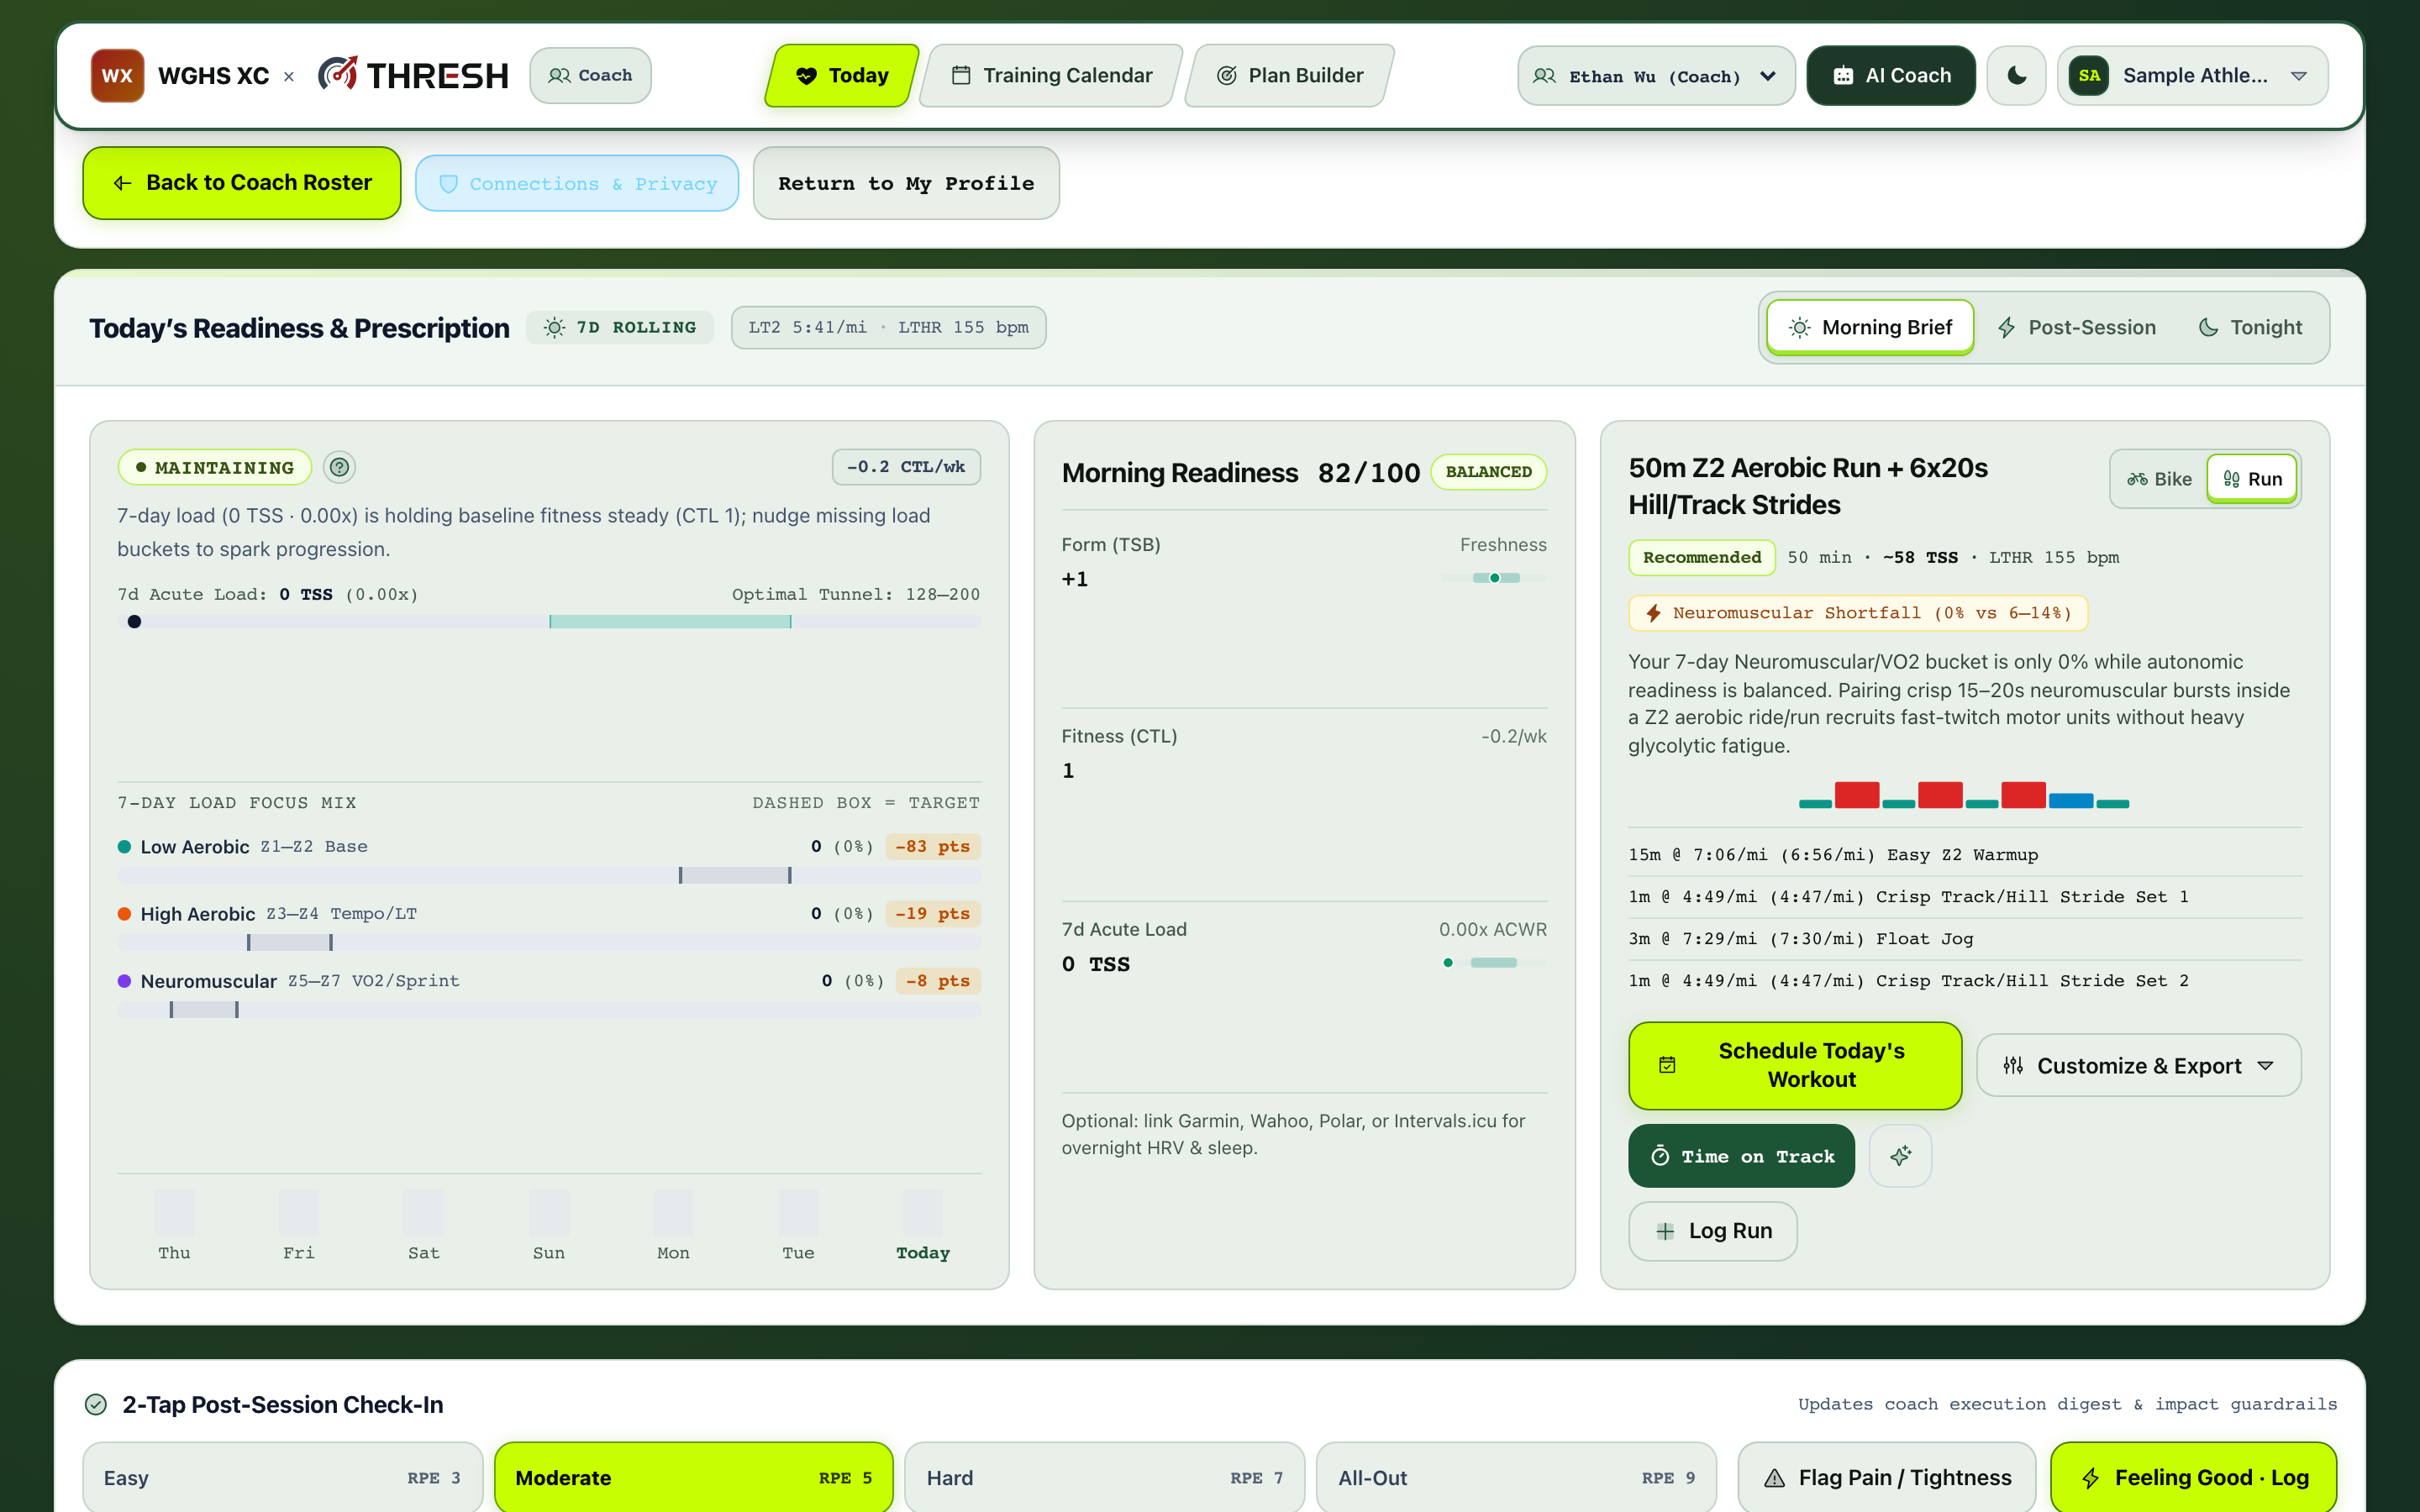 WX WGHS XC × THRESH Coach Today Training Calendar Plan Builder Ethan Wu (Coach) AI Coach SA Sample Athle...
Back to Coach Roster Connections & Privacy Return to My Profile
Today's Readiness & Prescription 7D ROLLING LT2 5:41/mi · LTHR 155 bpm Morning Brief Post-Session Tonight
MAINTAINING ? -0.2 CTL/wk
7-day load (0 TSS · 0.00x) is holding baseline fitness steady (CTL 1); nudge missing load
buckets to spark progression.
7d Acute Load: 0 TSS (0.00x) Optimal Tunnel: 128–200
7-DAY LOAD FOCUS MIX DASHED BOX = TARGET
Low Aerobic Z1–Z2 Base 0 (0%) -83 pts
High Aerobic Z3–Z4 Tempo/LT 0 (0%) -19 pts
Neuromuscular Z5–Z7 VO2/Sprint 0 (0%) -8 pts
Thu Fri Sat Sun Mon Tue Today
Morning Readiness 82/100 BALANCED
Form (TSB) Freshness
+1
Fitness (CTL) -0.2/wk
1
7d Acute Load 0.00x ACWR
0 TSS
Optional: link Garmin, Wahoo, Polar, or Intervals.icu for
overnight HRV & sleep.
50m Z2 Aerobic Run + 6x20s
Hill/Track Strides
Bike Run
Recommended 50 min · ~58 TSS · LTHR 155 bpm
Neuromuscular Shortfall (0% vs 6–14%)
Your 7-day Neuromuscular/VO2 bucket is only 0% while autonomic
readiness is balanced. Pairing crisp 15–20s neuromuscular bursts inside
a Z2 aerobic ride/run recruits fast-twitch motor units without heavy
glycolytic fatigue.
15m @ 7:06/mi (6:56/mi) Easy Z2 Warmup
1m @ 4:49/mi (4:47/mi) Crisp Track/Hill Stride Set 1
3m @ 7:29/mi (7:30/mi) Float Jog
1m @ 4:49/mi (4:47/mi) Crisp Track/Hill Stride Set 2
Schedule Today's
Workout
Customize & Export
Time on Track
Log Run
2-Tap Post-Session Check-In Updates coach execution digest & impact guardrails
Easy RPE 3 Moderate RPE 5 Hard RPE 7 All-Out RPE 9 Flag Pain / Tightness Feeling Good · Log